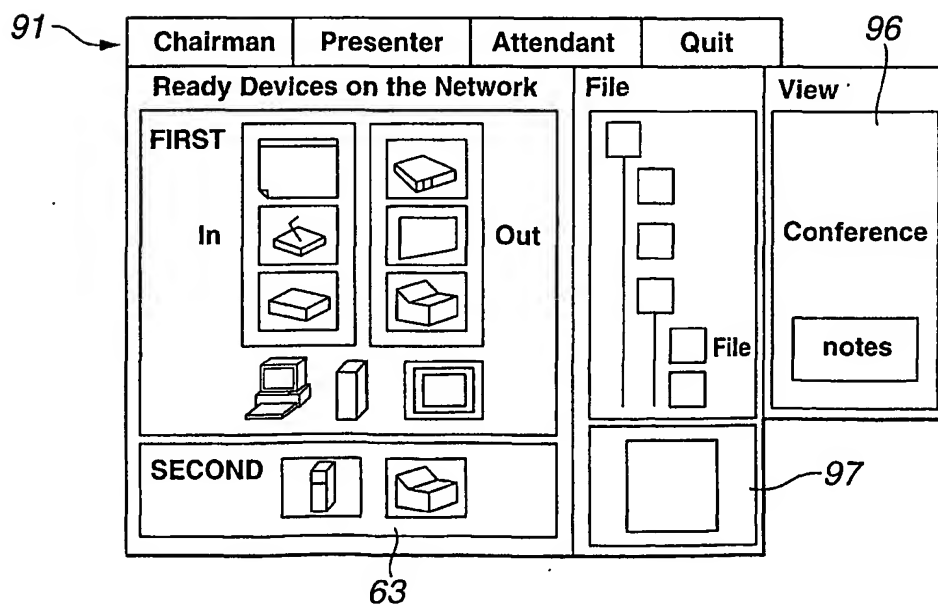 91
Chairman Presenter Attendant Quit
96
Ready Devices on the Network
File
View
FIRST
In
Out
Conference
File
notes
SECOND
97
63